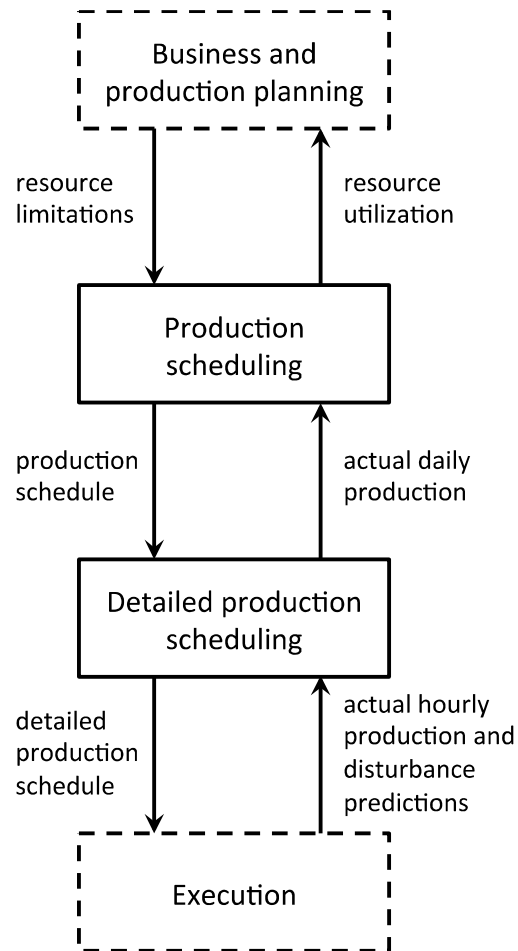 Business and
production planning
resource
limitations
resource
utilization
Production
scheduling
production
schedule
actual daily
production
Detailed production
scheduling
detailed
production
schedule
actual hourly
production and
disturbance
predictions
Execution